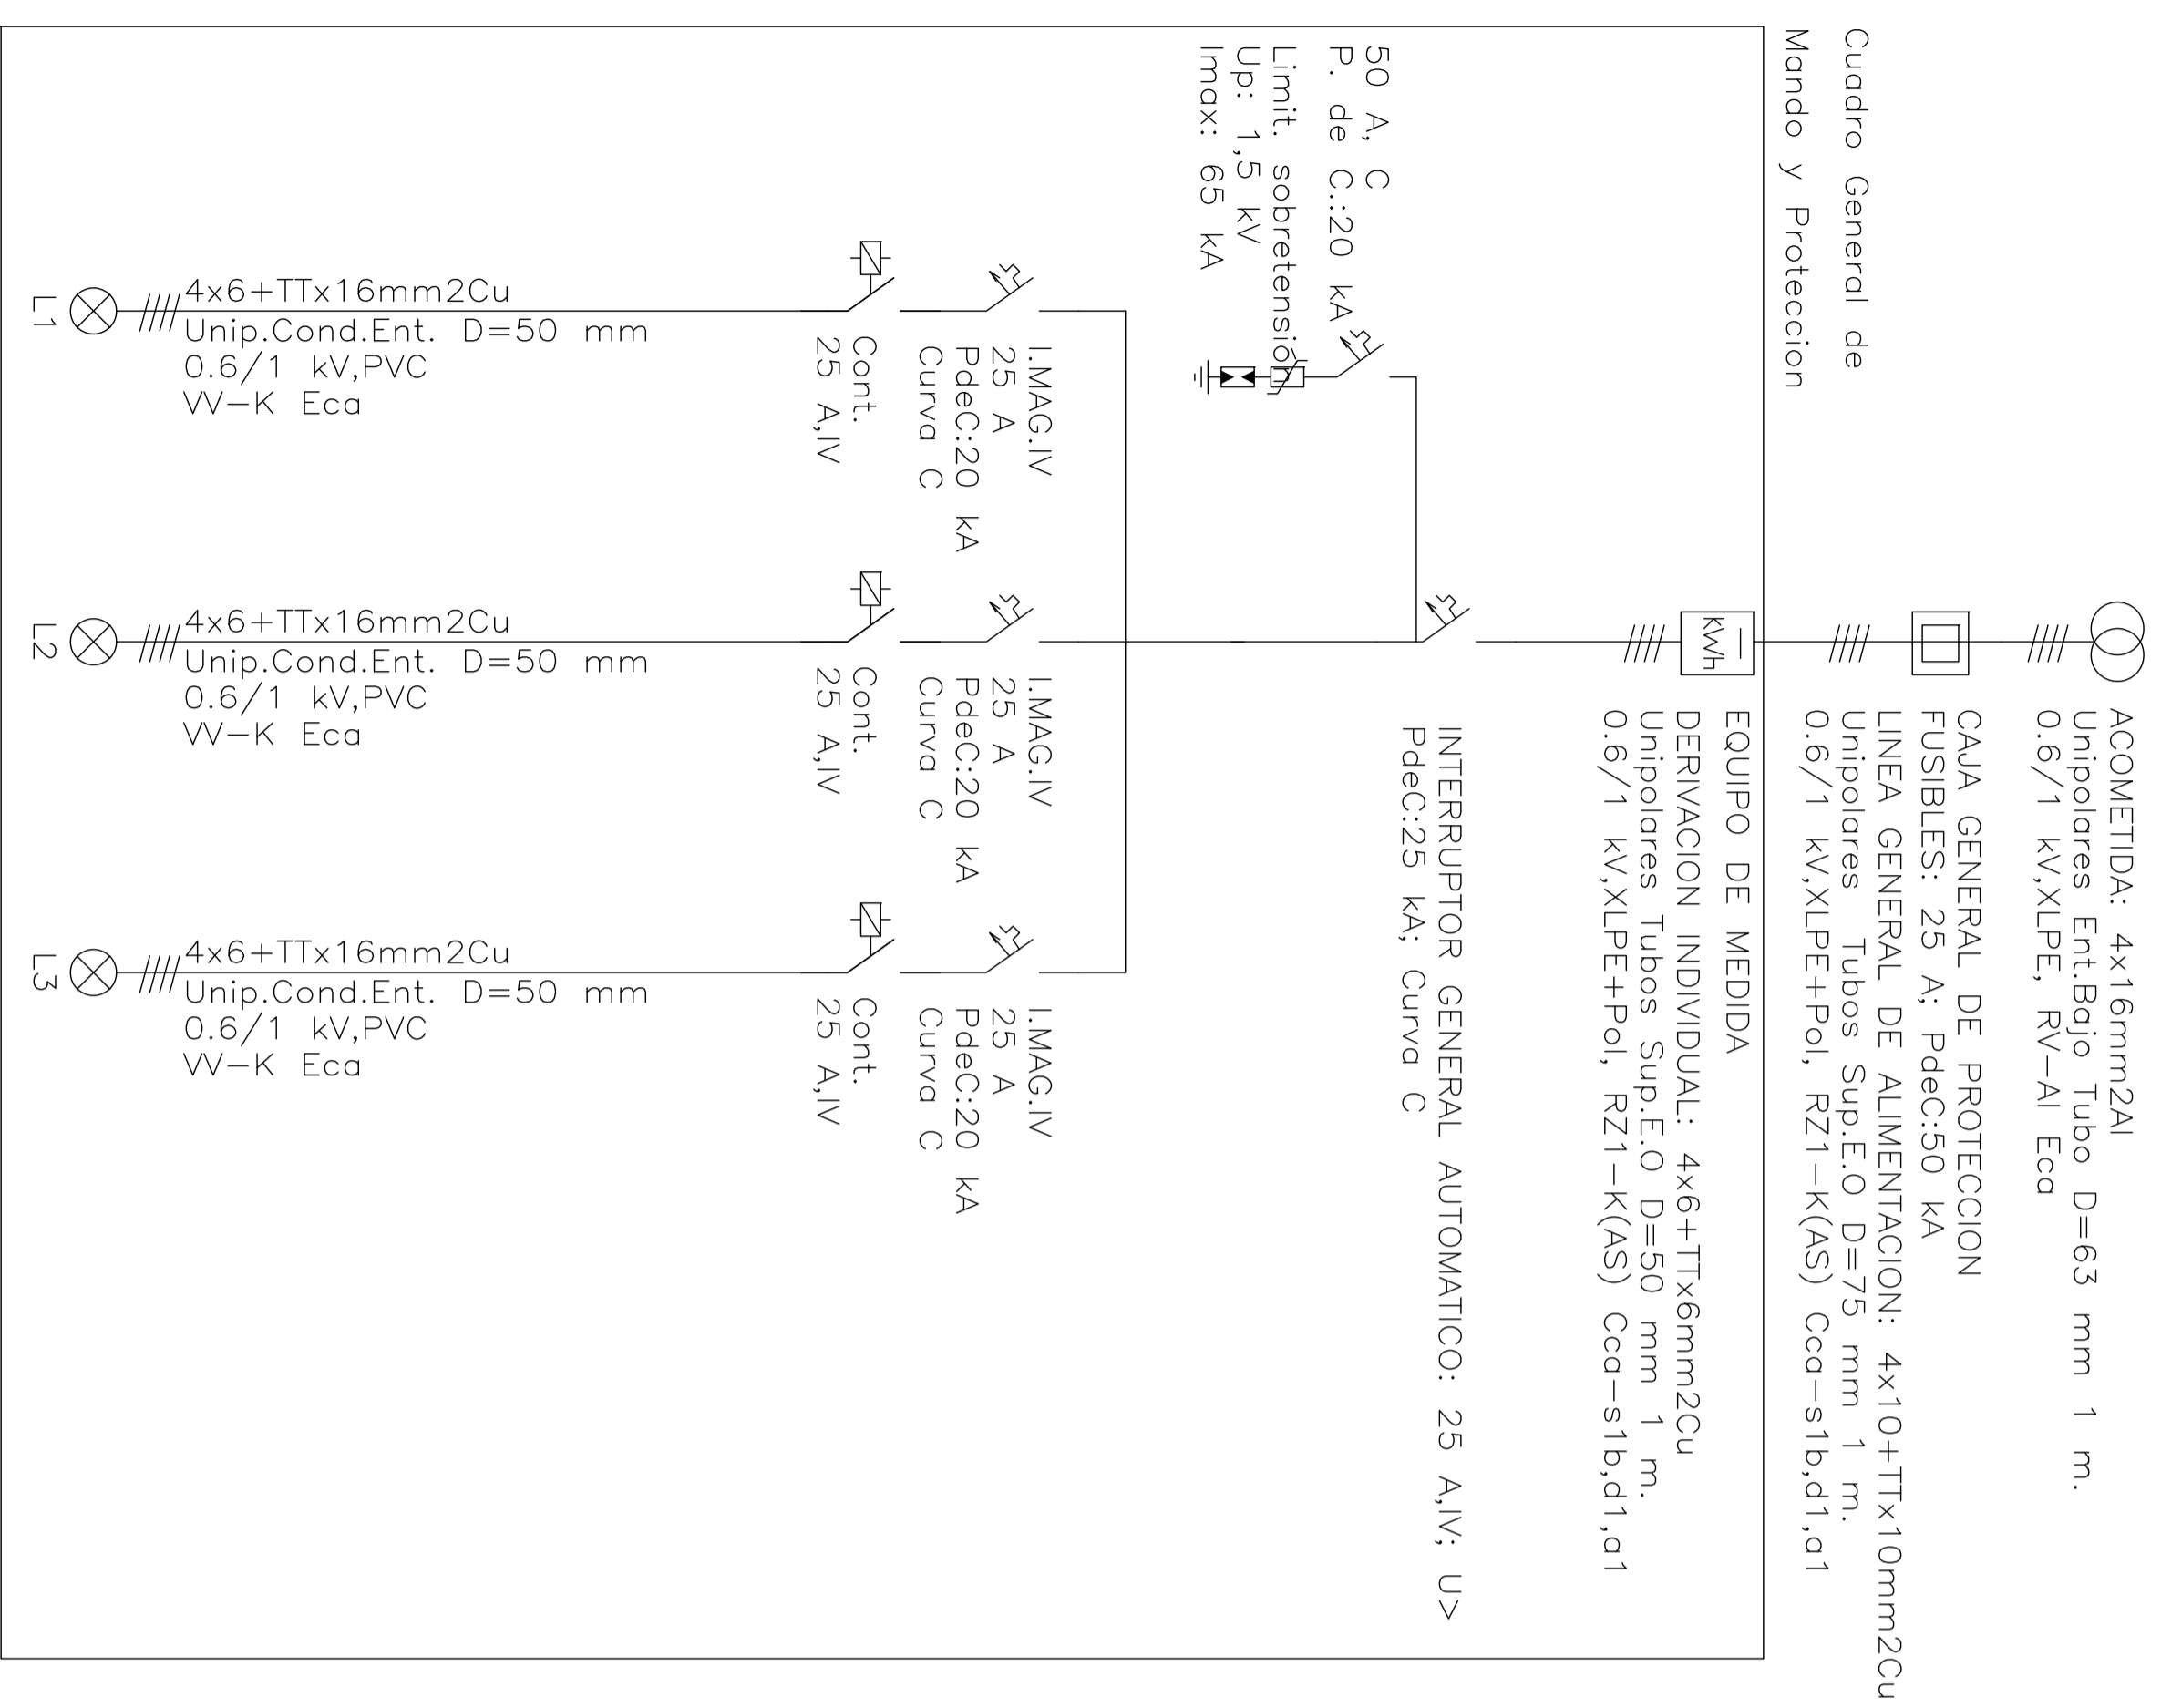 ACOMETIDA: 4x16mm2Al
Unipolares Ent.Bajo Tubo D=63 mm 1 m.
0.6/1 kV,XLPE, RV-Al Eca
CAJA GENERAL DE PROTECCION
FUSIBLES: 25 A; PdeC:50 kA
LINEA GENERAL DE ALIMENTACION: 4x10+TTx10mm2Cu
Unipolares Tubos Sup.E.O D=75 mm 1 m.
0.6/1 kV,XLPE+Pol, RZ1-K(AS) Cca-s1b,d1,a1
Cuadro General de
Mando y Proteccion
kWh
EQUIPO DE MEDIDA
DERIVACION INDIVIDUAL: 4x6+TTx6mm2Cu
Unipolares Tubos Sup.E.O D=50 mm 1 m.
0.6/1 kV,XLPE+Pol, RZ1-K(AS) Cca-s1b,d1,a1
INTERRUPTOR GENERAL AUTOMATICO: 25 A,IV; U>
PdeC:25 kA; Curva C
50 A, C
P. de C.:20 kA
Limit. sobretensión
Up: 1,5 kV
Imax: 65 kA
I.MAG.IV
25 A
PdeC:20 kA
Curva C
Cont.
25 A,IV
4x6+TTx16mm2Cu
Unip.Cond.Ent. D=50 mm
0.6/1 kV,PVC
VV-K Eca
L1
I.MAG.IV
25 A
PdeC:20 kA
Curva C
Cont.
25 A,IV
4x6+TTx16mm2Cu
Unip.Cond.Ent. D=50 mm
0.6/1 kV,PVC
VV-K Eca
L2
I.MAG.IV
25 A
PdeC:20 kA
Curva C
Cont.
25 A,IV
4x6+TTx16mm2Cu
Unip.Cond.Ent. D=50 mm
0.6/1 kV,PVC
VV-K Eca
L3